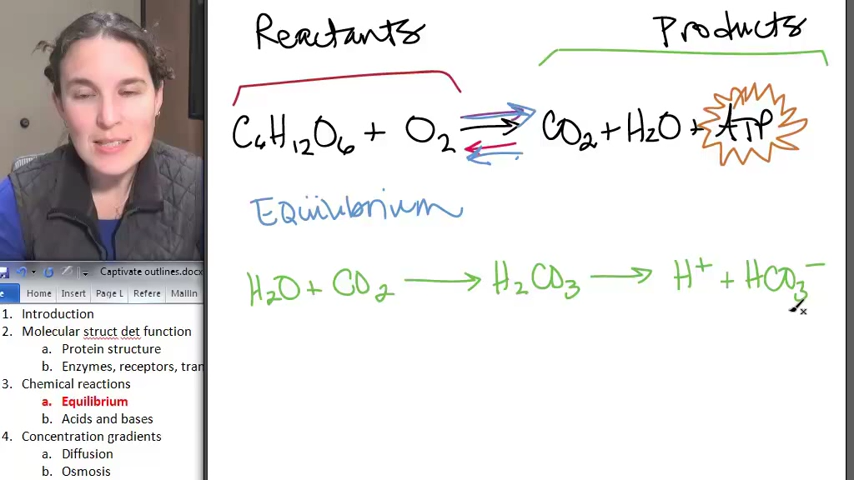 Reactants
Products
C6H12O6 + O2 ⇌ CO2 + H2O + ATP
Equilibrium
H2O + CO2 → H2CO3 → H+ + HCO3−
Captivate outlines.docx
Home Insert Page L Refere Mailin
1. Introduction
2. Molecular struct det function
a. Protein structure
b. Enzymes, receptors, tran
3. Chemical reactions
a. Equilibrium
b. Acids and bases
4. Concentration gradients
a. Diffusion
b. Osmosis